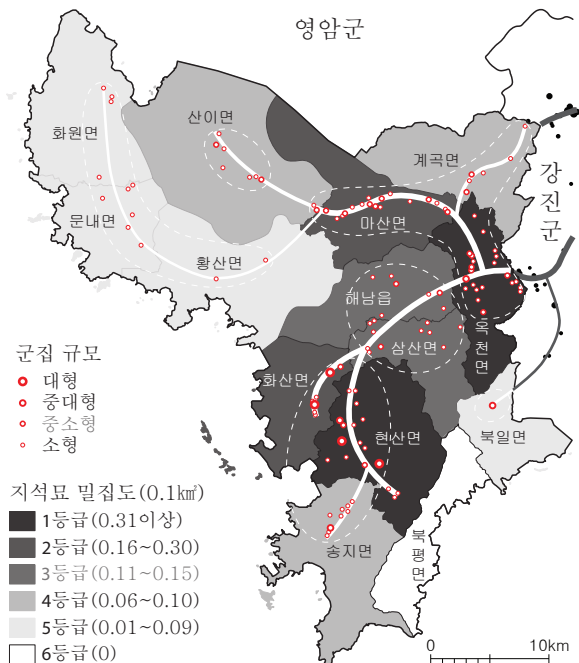 영암군
화원면
산이면
계곡면
강진군
문내면
마산면
황산면
해남읍
옥천면
삼산면
화산면
북일면
현산면
송지면
북평면
군집 규모
대형
중대형
중소형
소형
지석묘 밀집도(0.1㎢)
1등급(0.31이상)
2등급(0.16~0.30)
3등급(0.11~0.15)
4등급(0.06~0.10)
5등급(0.01~0.09)
6등급(0)
0 10km